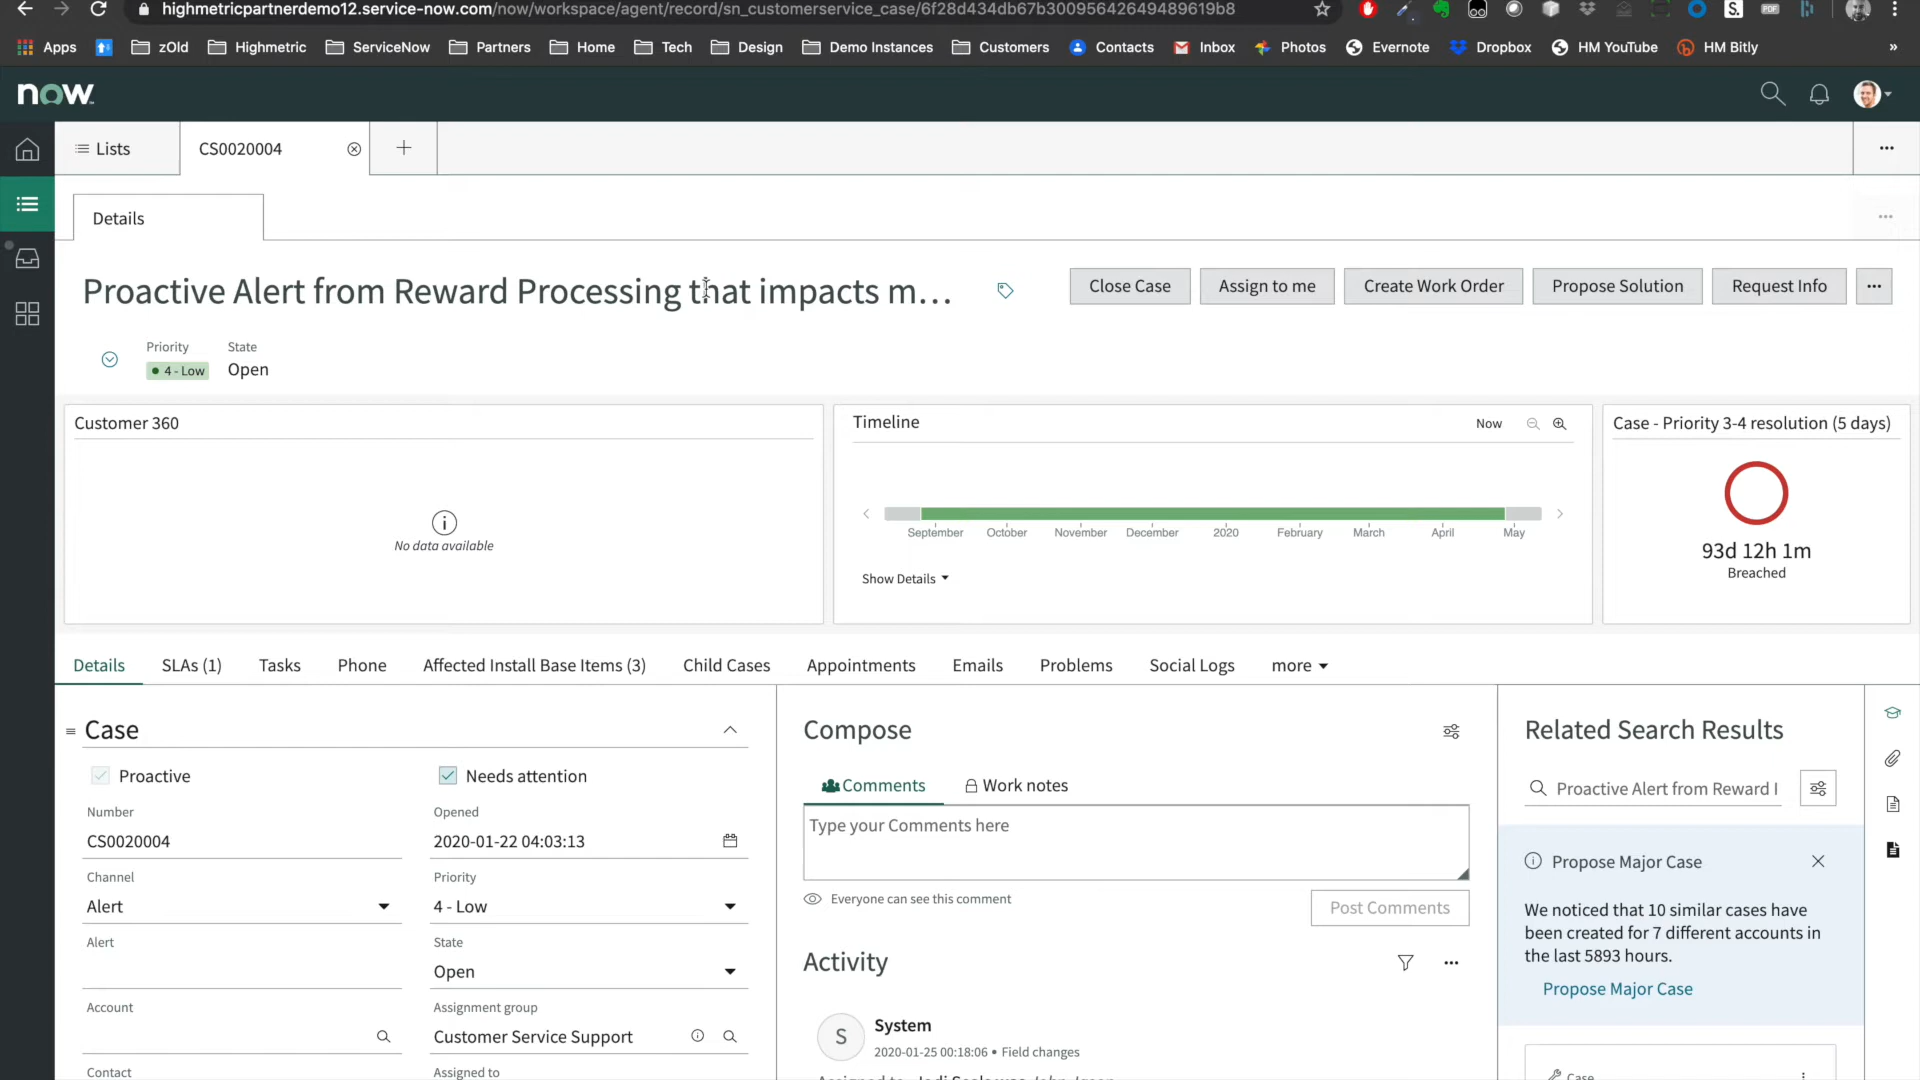 highmetricpartnerdemo12.service-now.com/now/workspace/agent/record/sn_customerservice_case/6f28d434db67b30095642649489619b8
S.
PDF
Apps
zOld
Highmetric
ServiceNow
Partners
Home
Tech
Design
Demo Instances
Customers
Contacts
Inbox
Photos
Evernote
Dropbox
HM YouTube
HM Bitly
»
now
Lists
CS0020004
Details
Proactive Alert from Reward Processing that impacts m...
Close Case
Assign to me
Create Work Order
Propose Solution
Request Info
Priority
State
4 - Low
Open
Customer 360
No data available
Timeline
Now
September
October
November
December
2020
February
March
April
May
Show Details
Case - Priority 3-4 resolution (5 days)
93d 12h 1m
Breached
Details
SLAs (1)
Tasks
Phone
Affected Install Base Items (3)
Child Cases
Appointments
Emails
Problems
Social Logs
more
Case
Proactive
Needs attention
Number
Opened
CS0020004
2020-01-22 04:03:13
Channel
Priority
Alert
4 - Low
Alert
State
Open
Account
Assignment group
Customer Service Support
Contact
Assigned to
Compose
Comments
Work notes
Type your Comments here
Everyone can see this comment
Post Comments
Activity
S
System
2020-01-25 00:18:06 • Field changes
Related Search Results
Proactive Alert from Reward
Propose Major Case
We noticed that 10 similar cases have
been created for 7 different accounts in
the last 5893 hours.
Propose Major Case
Case